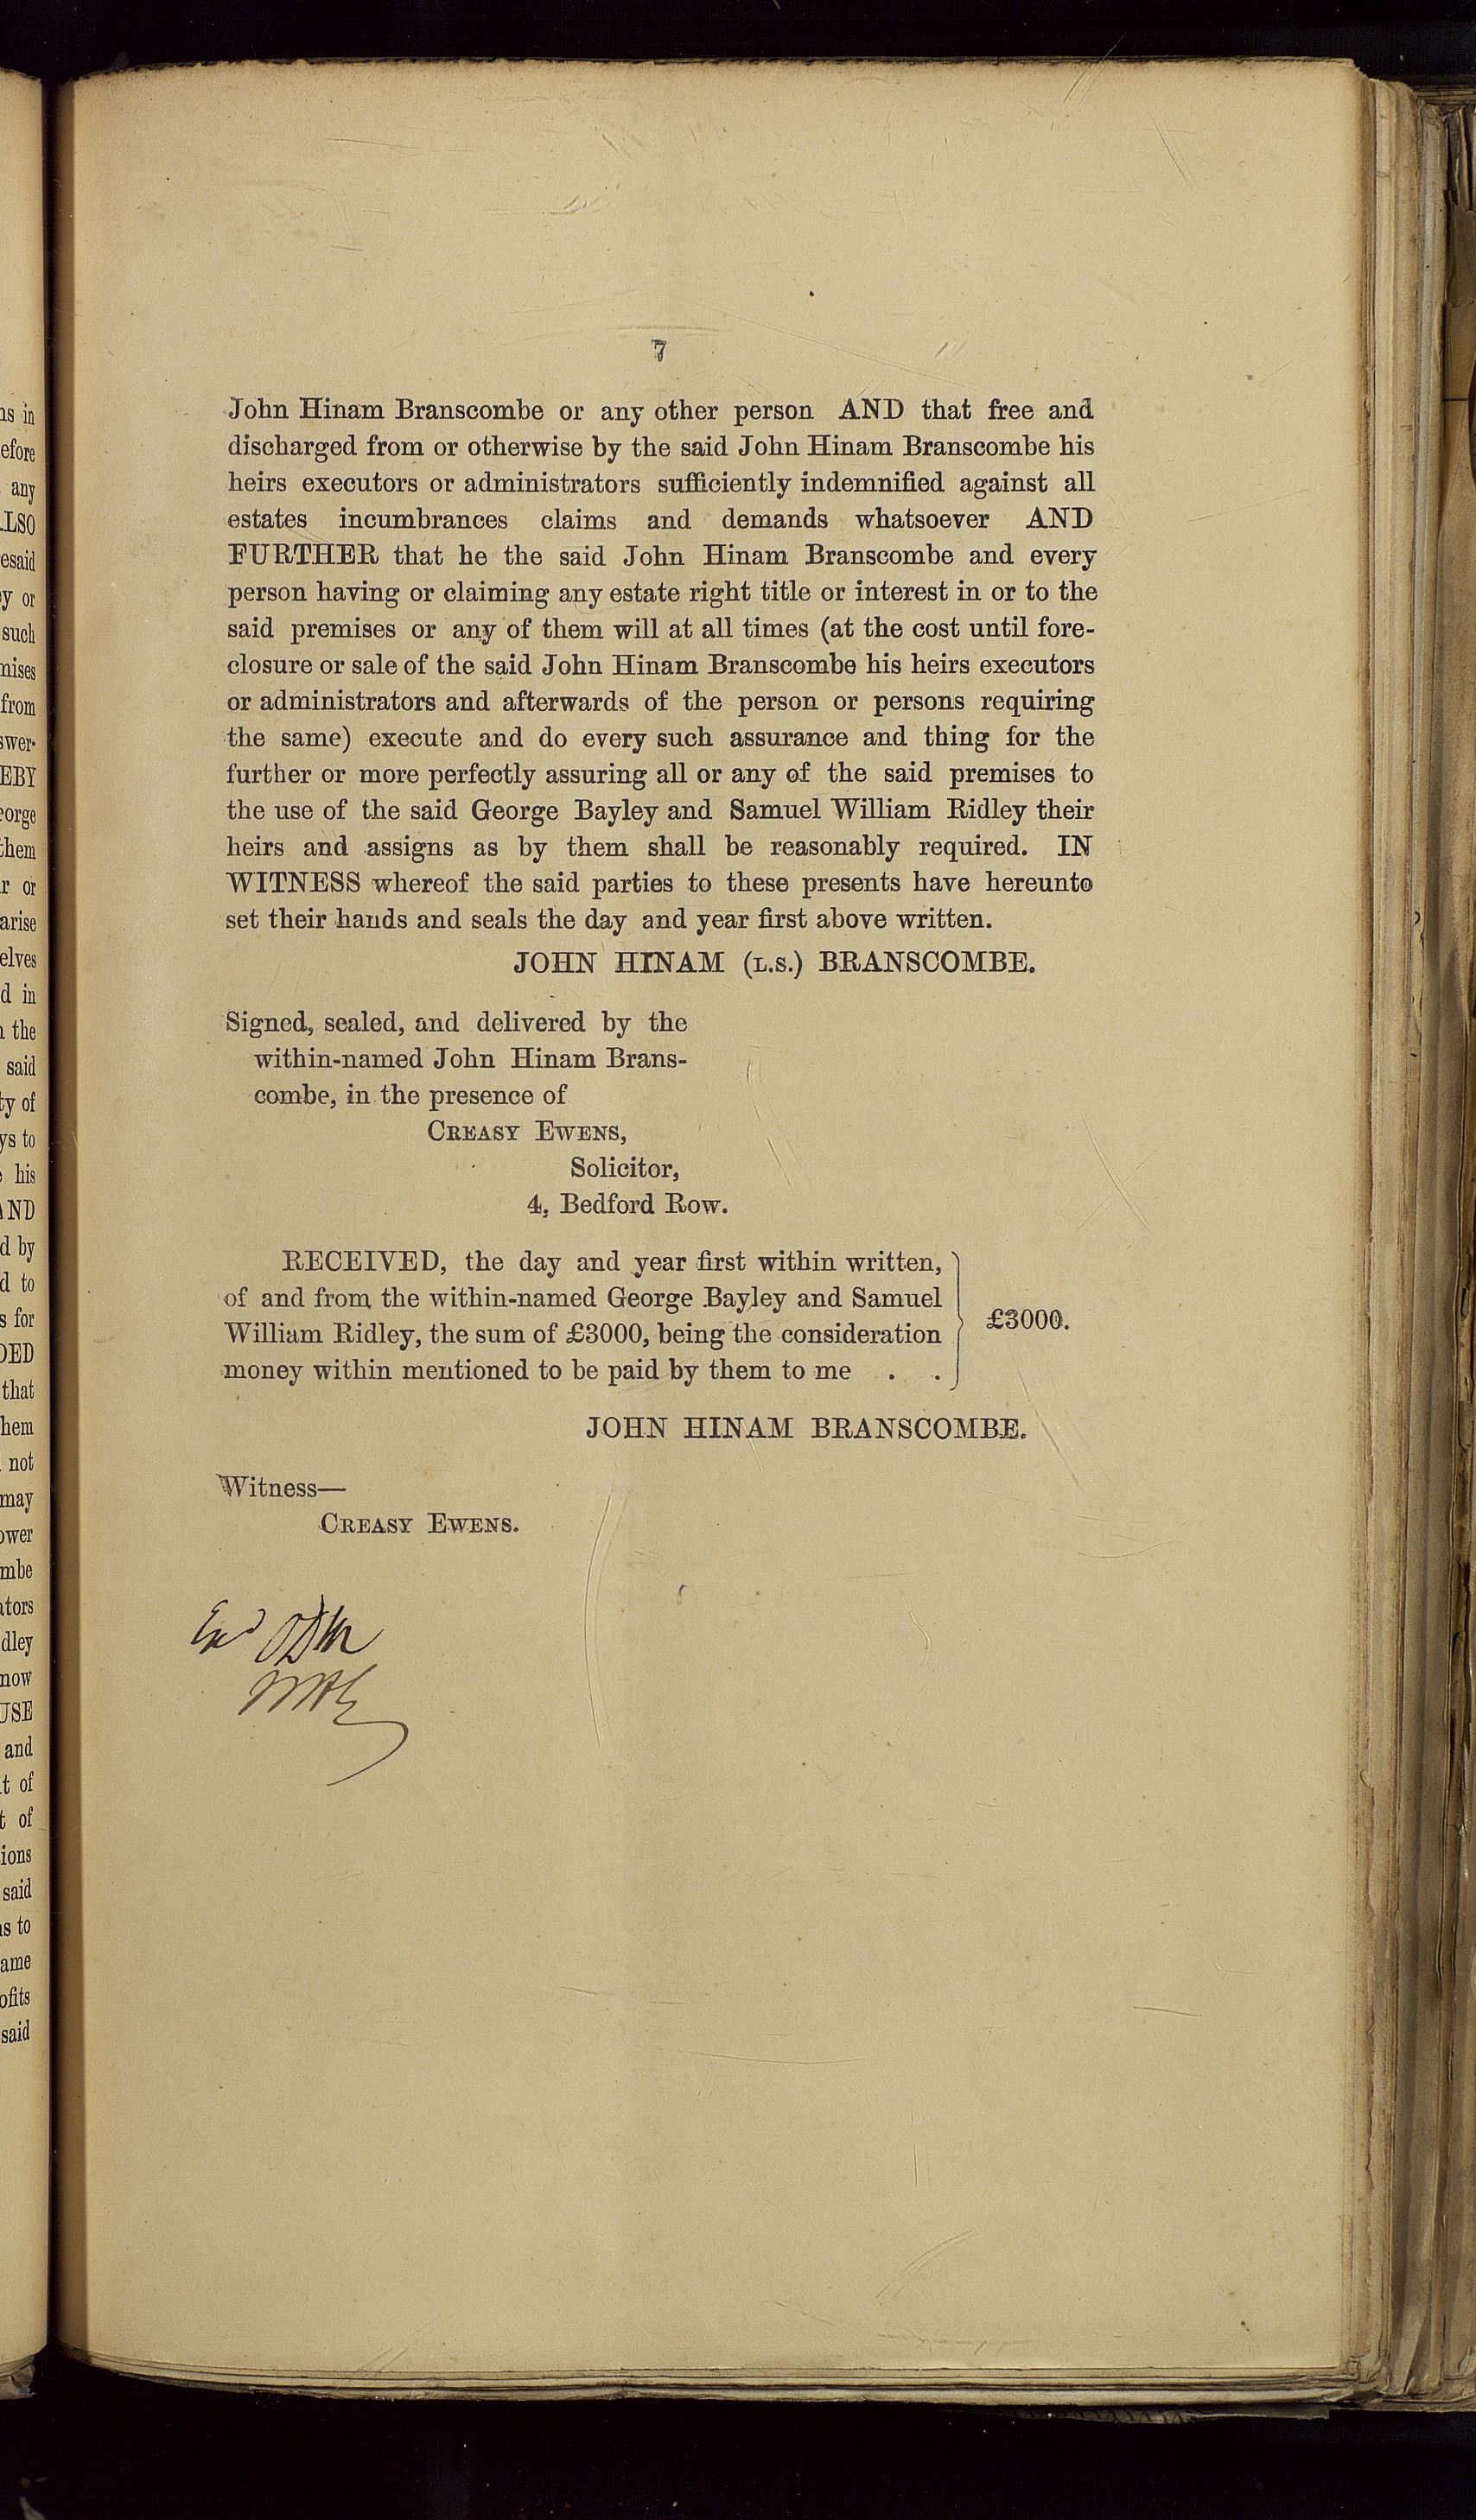 7
John Hinam Branscombe or any other person AND that free and
discharged from or otherwise by the said John Hinam Branscombe his
heirs executors or administrators sufficiently indemnified against all
estates incumbrances claims and demands whatsoever AND
FURTHER that he the said John Hinam Branscombe and every
person having or claiming any estate right title or interest in or to the
said premises or any of them will at all times (at the cost until fore-
closure or sale of the said John Hinam Branscombe his heirs executors
or administrators and afterwards of the person or persons requiring
the same) execute and do every such assurance and thing for the
further or more perfectly assuring all or any of the said premises to
the use of the said George Bayley and Samuel William Ridley their
heirs and assigns as by them shall be reasonably required. IN
WITNESS whereof the said parties to these presents have hereunto
set their hands and seals the day and year first above written.
JOHN HINAM (L.S.) BRANSCOMBE.
Signed, sealed, and delivered by the
within-named John Hinam Brans-
combe, in the presence of
CREASY EWENS,
Solicitor,
4, Bedford Row.
RECEIVED, the day and year first within written,
of and from the within-named George Bayley and Samuel
William Ridley, the sum of £3000, being the consideration
money within mentioned to be paid by them to me . .
£3000.
JOHN HINAM BRANSCOMBE.
Witness—
CREASY EWENS.